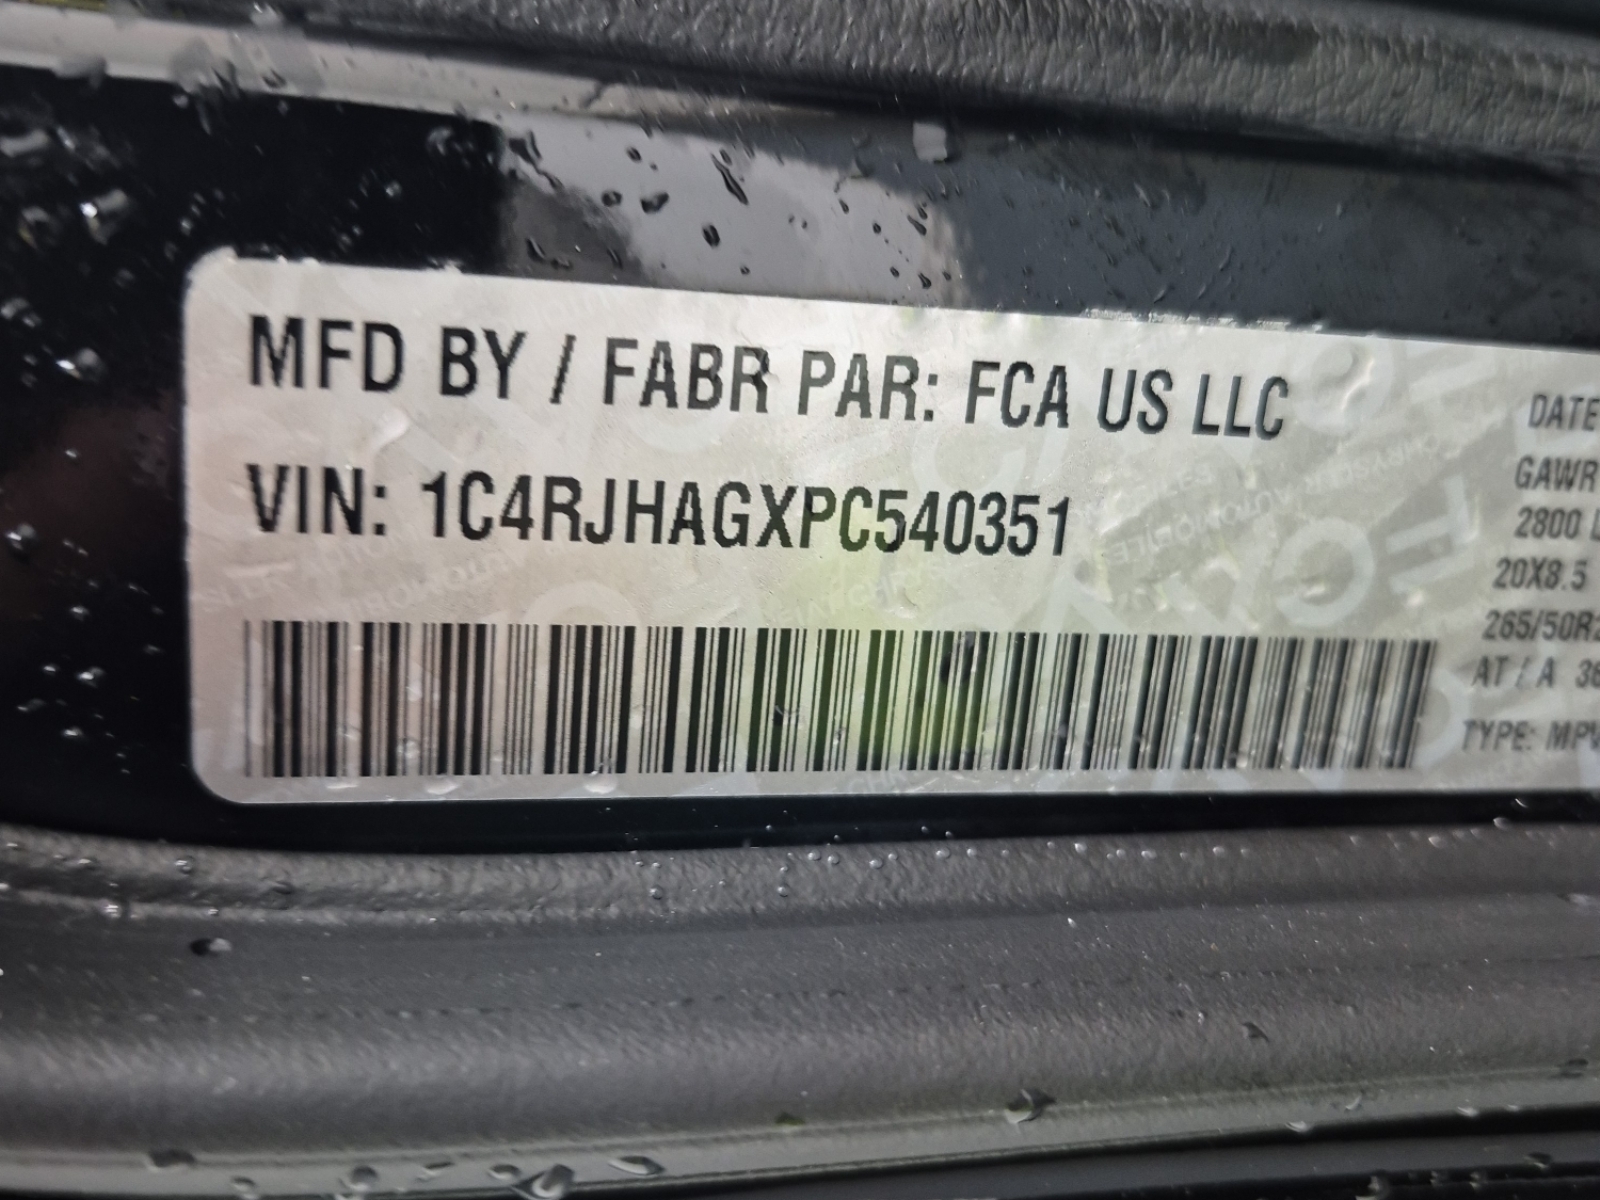 MFD BY / FABR PAR: FCA US LLC
VIN: 1C4RJHAGXPC540351
DATE
GAWR
2800
20X8.5
265/50R2
AT / A 36
TYPE: MPV